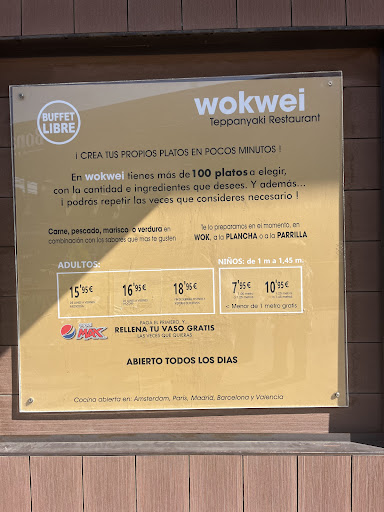 BUFFET
LIBRE
wokwei
Teppanyaki Restaurant
¡ CREA TUS PROPIOS PLATOS EN POCOS MINUTOS !
En wokwei tienes más de 100 platos a elegir,
con la cantidad e ingredientes que desees. Y además...
¡ podrás repetir las veces que consideres necesario !
Carne, pescado, marisco o verdura en
combinación con los sabores que mas te gusten
Te lo preparamos en el momento, en
WOK, a la PLANCHA o a la PARRILLA
ADULTOS:
NIÑOS: de 1 m a 1,45 m.
15'95 €
16'95 €
18'95 €
7'95 €
10'95 €
< Menor de 1 metro gratis
PAGA EL PRIMERO, Y
MAX
RELLENA TU VASO GRATIS
LAS VECES QUE QUIERAS
ABIERTO TODOS LOS DIAS
Cocina abierta en: Amsterdam, París, Madrid, Barcelona y Valencia